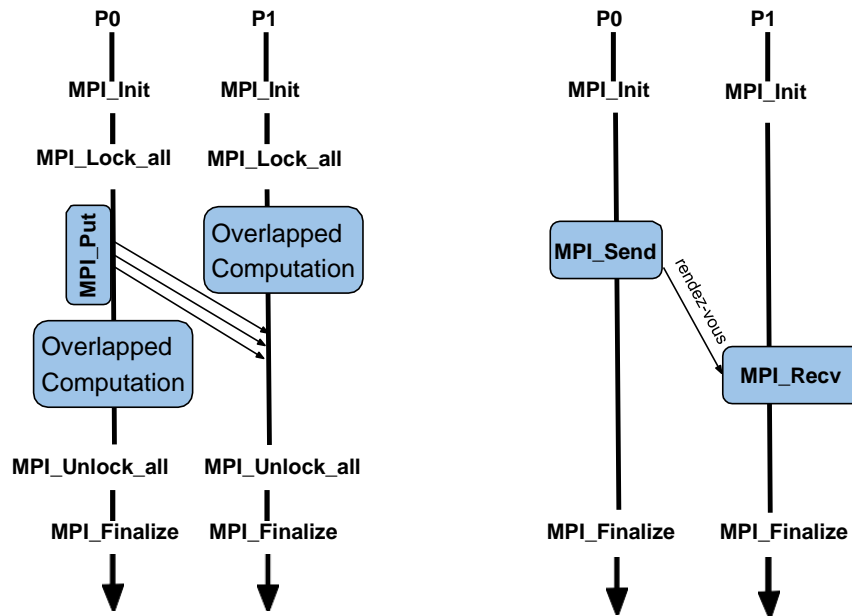 P0
P1
MPI_Init
MPI_Init
MPI_Lock_all
MPI_Lock_all
MPI_Put
Overlapped
Computation
Overlapped
Computation
MPI_Unlock_all
MPI_Unlock_all
MPI_Finalize
MPI_Finalize
P0
P1
MPI_Init
MPI_Init
MPI_Send
rendez-vous
MPI_Recv
MPI_Finalize
MPI_Finalize